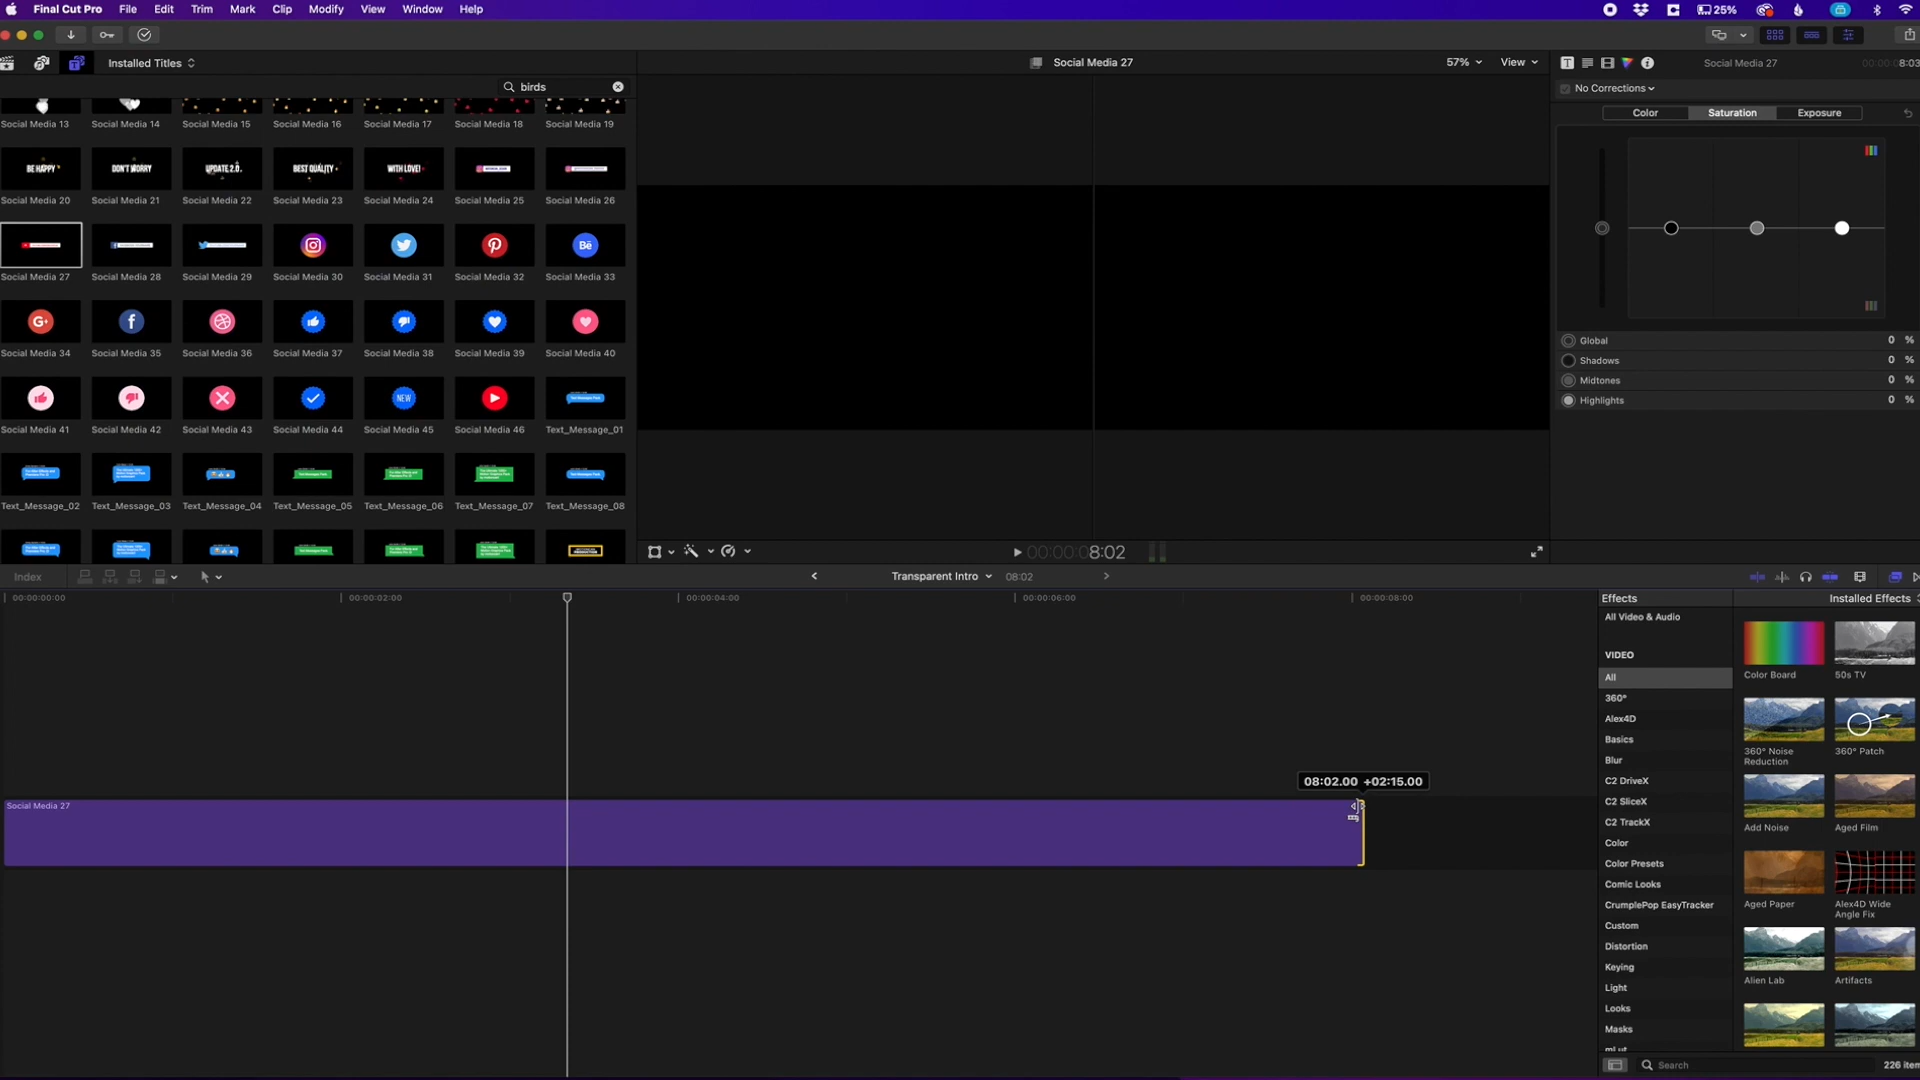 Final Cut Pro File Edit Trim Mark Clip Modify View Window Help 25%
Installed Titles
Social Media 27 57% View
Social Media 27 8:03
birds
No Corrections
Color Saturation Exposure
Social Media 13 Social Media 14 Social Media 15 Social Media 16 Social Media 17 Social Media 18 Social Media 19
BE HAPPY DON'T WORRY UPDATE 2.0. BEST QUALITY WITH LOVE!
Social Media 20 Social Media 21 Social Media 22 Social Media 23 Social Media 24 Social Media 25 Social Media 26
Bē
Social Media 27 Social Media 28 Social Media 29 Social Media 30 Social Media 31 Social Media 32 Social Media 33
G+ f
Social Media 34 Social Media 35 Social Media 36 Social Media 37 Social Media 38 Social Media 39 Social Media 40
NEW
Social Media 41 Social Media 42 Social Media 43 Social Media 44 Social Media 45 Social Media 46 Text_Message_01
Text_Message_02 Text_Message_03 Text_Message_04 Text_Message_05 Text_Message_06 Text_Message_07 Text_Message_08
Global 0 %
Shadows 0 %
Midtones 0 %
Highlights 0 %
00:00:08:02
Index
Transparent Intro 08:02
00:00:00:00 00:00:02:00 00:00:04:00 00:00:06:00 00:00:08:00
08:02.00 +02:15.00
Social Media 27
Effects
Installed Effects
All Video & Audio
VIDEO
All
360°
Alex4D
Basics
Blur
C2 DriveX
C2 SliceX
C2 TrackX
Color
Color Presets
Comic Looks
CrumplePop EasyTracker
Custom
Distortion
Keying
Light
Looks
Masks
Color Board 50s TV
360° Noise
Reduction
360° Patch
Add Noise Aged Film
Aged Paper
Alex4D Wide
Angle Fix
Alien Lab Artifacts
Search
226 item